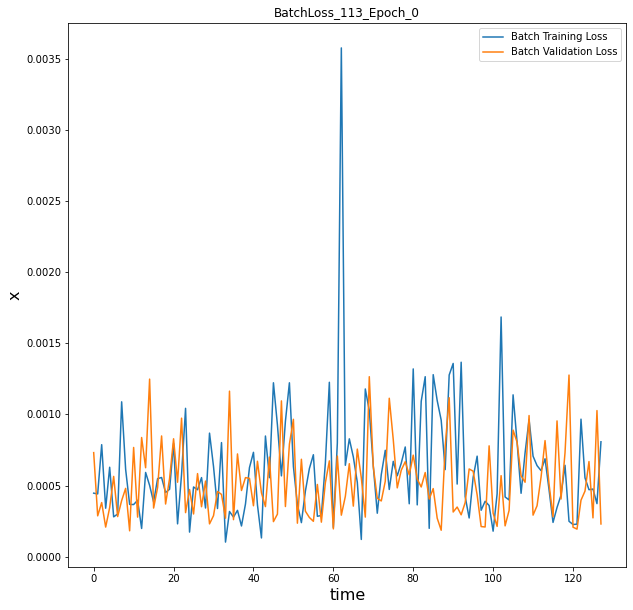 BatchLoss_113_Epoch_0
Batch Training Loss
Batch Validation Loss
0.0035
0.0030
0.0025
0.0020
0.0015
0.0010
0.0005
0.0000
x
0 20 40 60 80 100 120
time